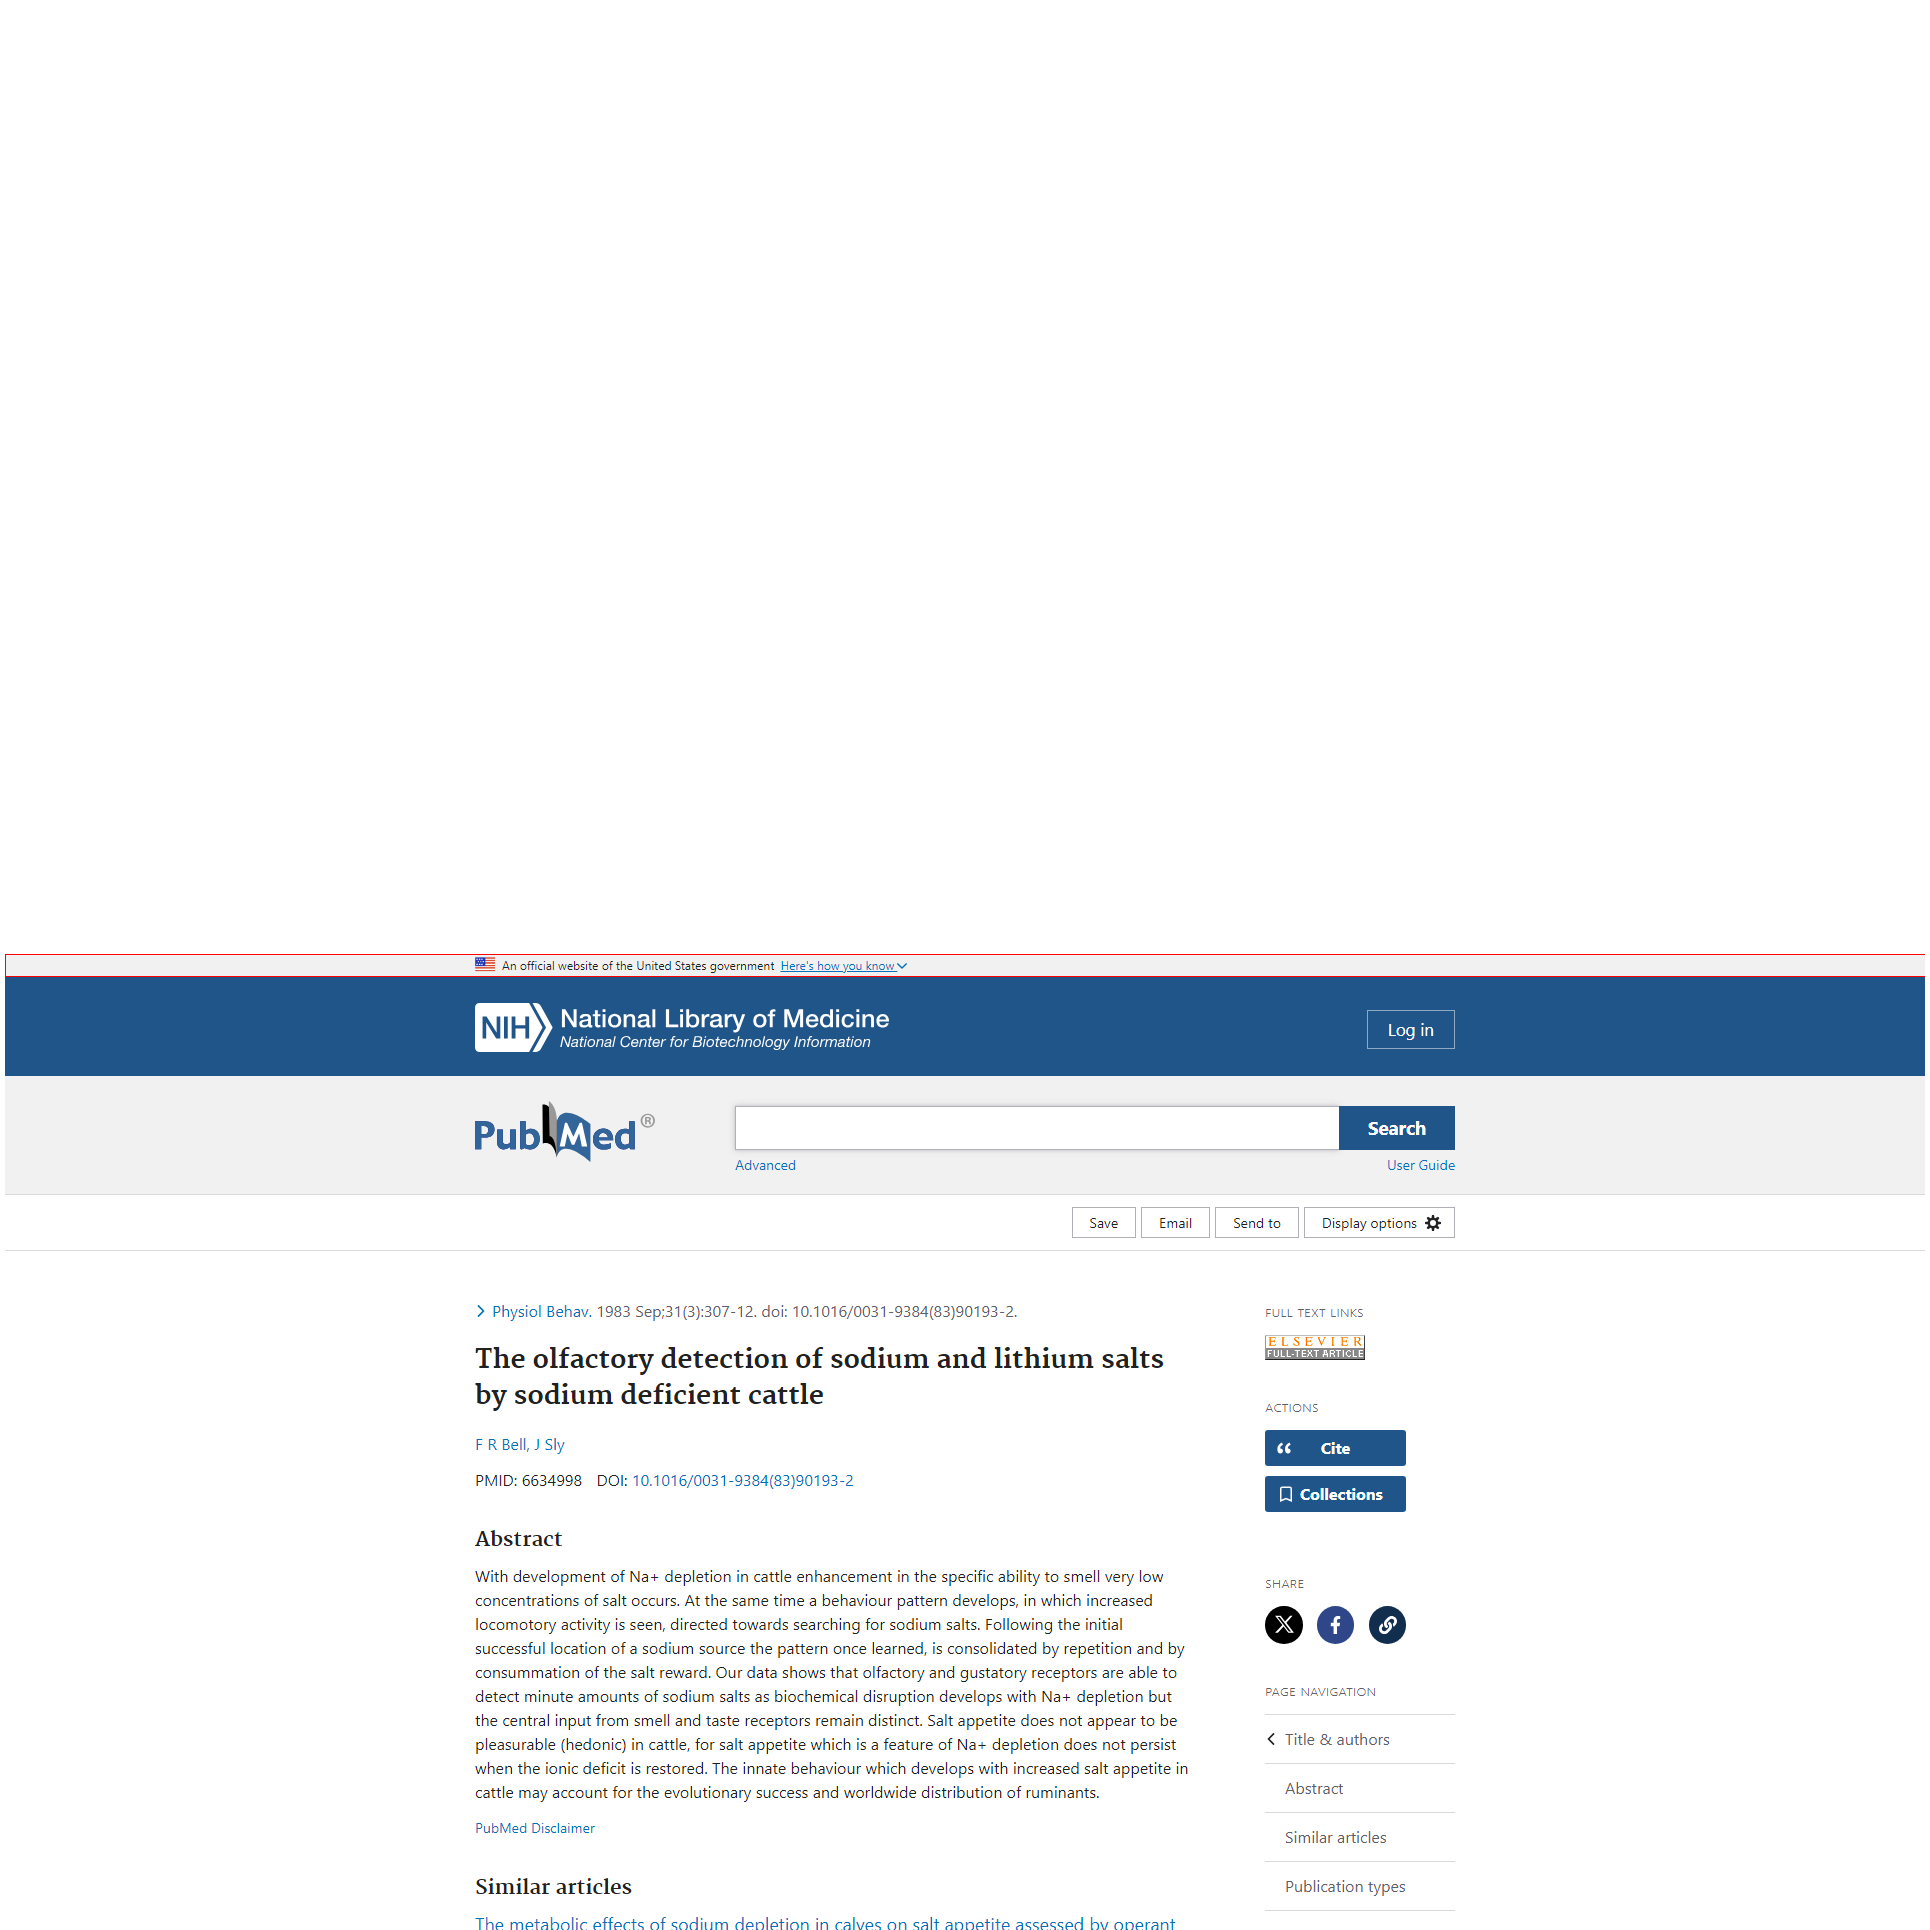 An official website of the United States government Here's how you know
NIH National Library of Medicine
National Center for Biotechnology Information
Log in
PubMed®
Search
Advanced
User Guide
Save
Email
Send to
Display options
Physiol Behav. 1983 Sep;31(3):307-12. doi: 10.1016/0031-9384(83)90193-2.
The olfactory detection of sodium and lithium salts
by sodium deficient cattle
F R Bell, J Sly
PMID: 6634998 DOI: 10.1016/0031-9384(83)90193-2
Abstract
With development of Na+ depletion in cattle enhancement in the specific ability to smell very low
concentrations of salt occurs. At the same time a behaviour pattern develops, in which increased
locomotory activity is seen, directed towards searching for sodium salts. Following the initial
successful location of a sodium source the pattern once learned, is consolidated by repetition and by
consummation of the salt reward. Our data shows that olfactory and gustatory receptors are able to
detect minute amounts of sodium salts as biochemical disruption develops with Na+ depletion but
the central input from smell and taste receptors remain distinct. Salt appetite does not appear to be
pleasurable (hedonic) in cattle, for salt appetite which is a feature of Na+ depletion does not persist
when the ionic deficit is restored. The innate behaviour which develops with increased salt appetite in
cattle may account for the evolutionary success and worldwide distribution of ruminants.
PubMed Disclaimer
Similar articles
The metabolic effects of sodium depletion in calves on salt appetite assessed by operant
FULL TEXT LINKS
ELSEVIER
FULL-TEXT ARTICLE
ACTIONS
Cite
Collections
SHARE
PAGE NAVIGATION
Title & authors
Abstract
Similar articles
Publication types